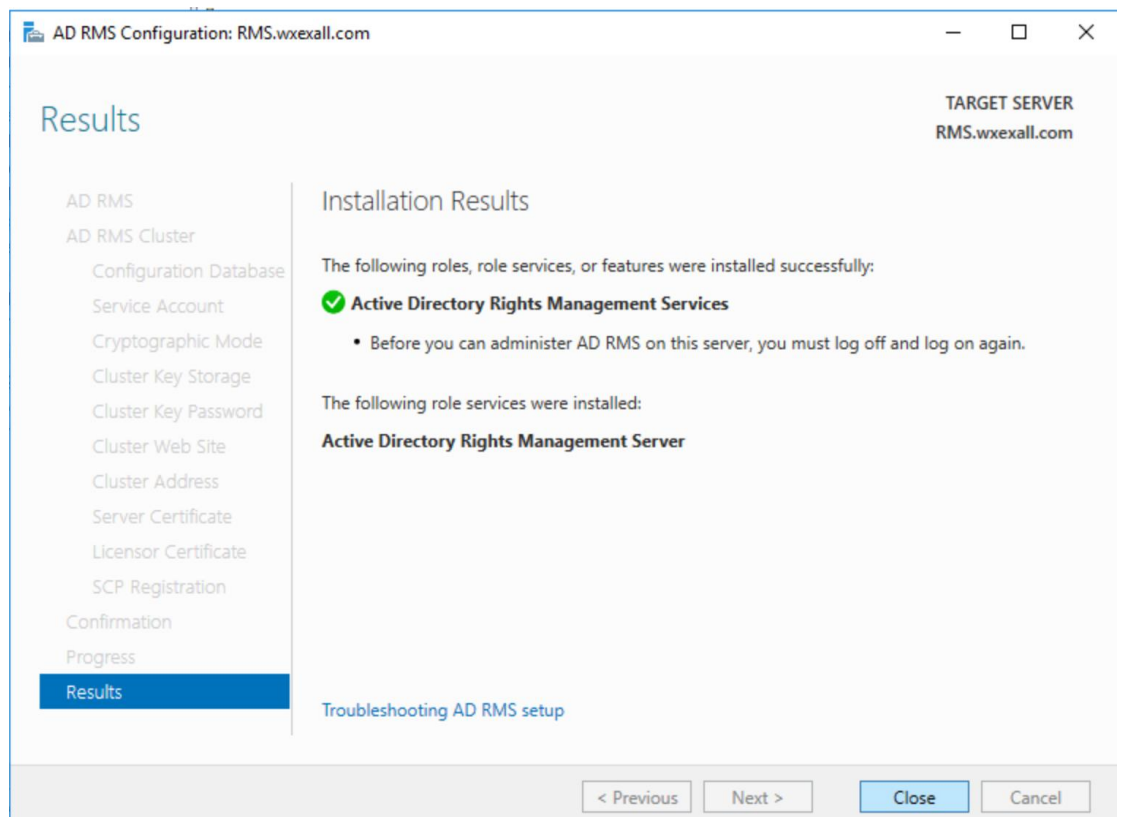 AD RMS Configuration: RMS.wxexall.com
Results
TARGET SERVER
RMS.wxexall.com
AD RMS
AD RMS Cluster
Configuration Database
Service Account
Cryptographic Mode
Cluster Key Storage
Cluster Key Password
Cluster Web Site
Cluster Address
Server Certificate
Licensor Certificate
SCP Registration
Confirmation
Progress
Results
Installation Results
The following roles, role services, or features were installed successfully:
Active Directory Rights Management Services
• Before you can administer AD RMS on this server, you must log off and log on again.
The following role services were installed:
Active Directory Rights Management Server
Troubleshooting AD RMS setup
< Previous
Next >
Close
Cancel